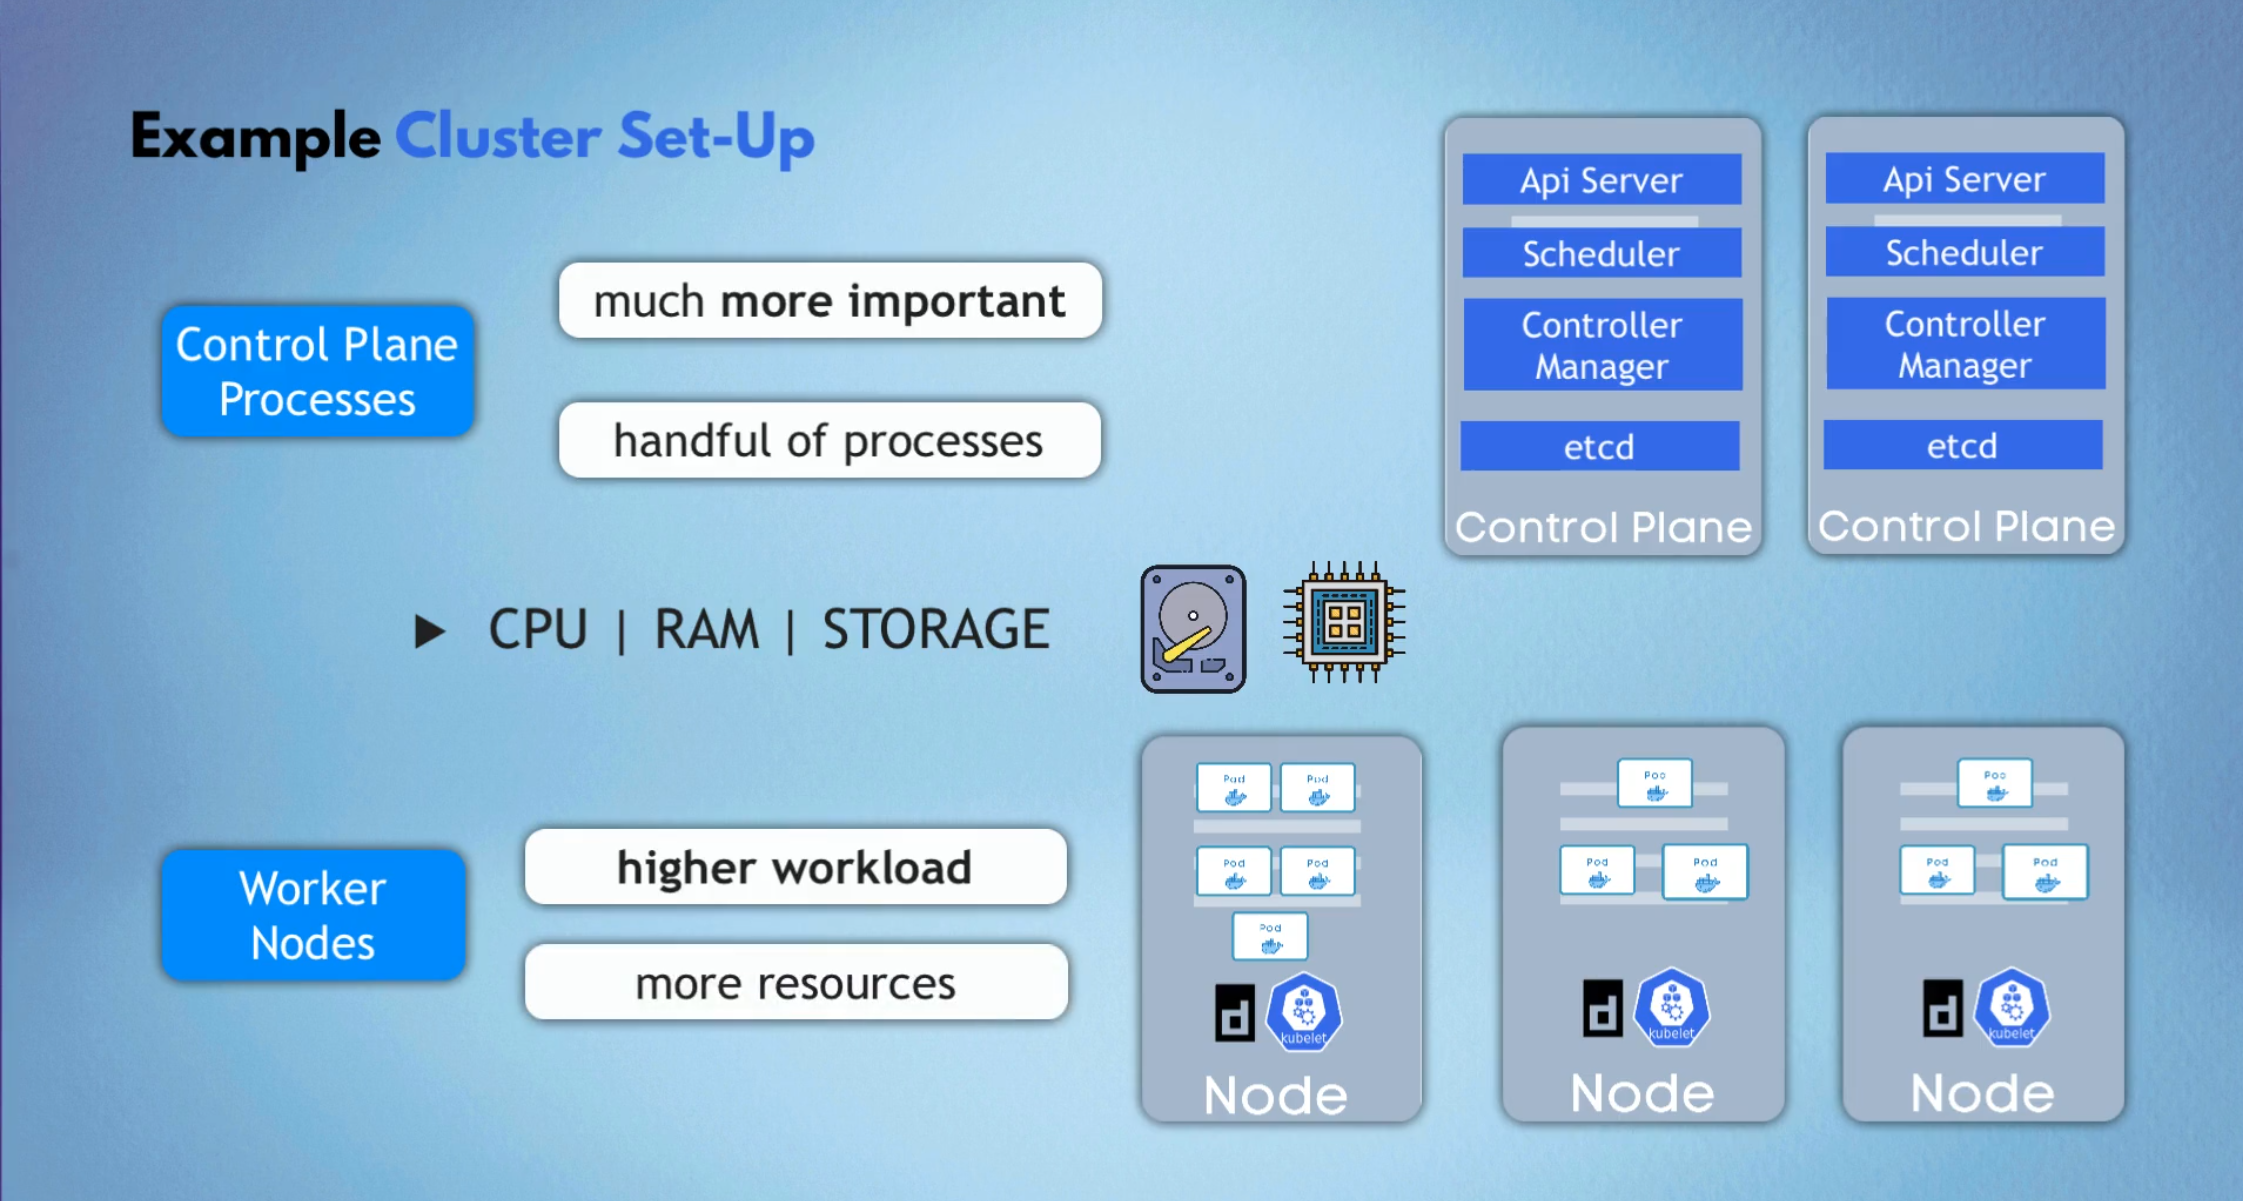 Example Cluster Set-Up
Control Plane
Processes
much more important
handful of processes
CPU | RAM | STORAGE
Worker
Nodes
higher workload
more resources
Api Server
Scheduler
Controller
Manager
etcd
Control Plane
Api Server
Scheduler
Controller
Manager
etcd
Control Plane
Pod
Pod
Pod
Pod
Pod
d
kubelet
Node
Pod
Pod
Pod
d
kubelet
Node
Pod
Pod
Pod
d
kubelet
Node